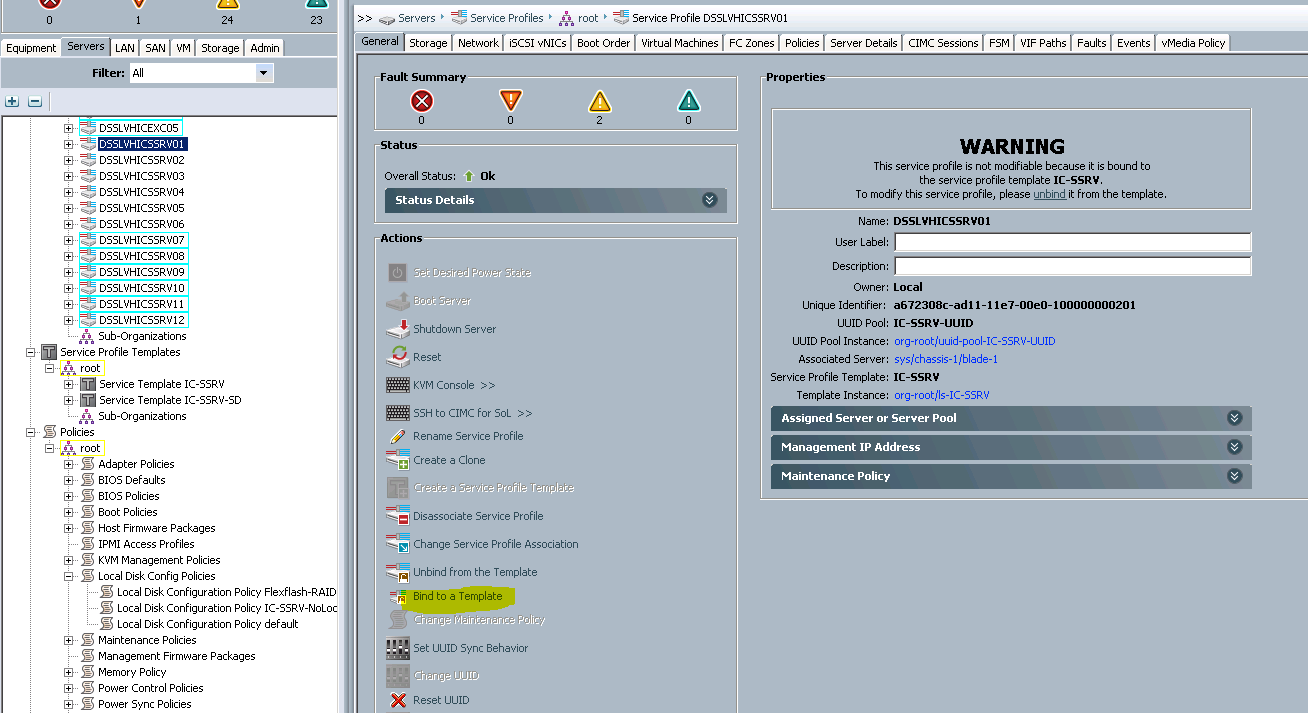 0 1 24 23
Equipment Servers LAN SAN VM Storage Admin
Filter: All
DSSLVHICEXC05
DSSLVHICSSRV01
DSSLVHICSSRV02
DSSLVHICSSRV03
DSSLVHICSSRV04
DSSLVHICSSRV05
DSSLVHICSSRV06
DSSLVHICSSRV07
DSSLVHICSSRV08
DSSLVHICSSRV09
DSSLVHICSSRV10
DSSLVHICSSRV11
DSSLVHICSSRV12
Sub-Organizations
Service Profile Templates
root
Service Template IC-SSRV
Service Template IC-SSRV-SD
Sub-Organizations
Policies
root
Adapter Policies
BIOS Defaults
BIOS Policies
Boot Policies
Host Firmware Packages
IPMI Access Profiles
KVM Management Policies
Local Disk Config Policies
Local Disk Configuration Policy Flexflash-RAID
Local Disk Configuration Policy IC-SSRV-NoLoc
Local Disk Configuration Policy default
Maintenance Policies
Management Firmware Packages
Memory Policy
Power Control Policies
Power Sync Policies
>> Servers Service Profiles root Service Profile DSSLVHICSSRV01
General Storage Network iSCSI vNICs Boot Order Virtual Machines FC Zones Policies Server Details CIMC Sessions FSM VIF Paths Faults Events vMedia Policy
Fault Summary
0 0 2 0
Status
Overall Status: Ok
Status Details
Actions
Set Desired Power State
Boot Server
Shutdown Server
Reset
KVM Console >>
SSH to CIMC for SoL >>
Rename Service Profile
Create a Clone
Create a Service Profile Template
Disassociate Service Profile
Change Service Profile Association
Unbind from the Template
Bind to a Template
Change Maintenance Policy
Set UUID Sync Behavior
Change UUID
Reset UUID
Properties
WARNING
This service profile is not modifiable because it is bound to
the service profile template IC-SSRV.
To modify this service profile, please unbind it from the template.
Name: DSSLVHICSSRV01
User Label:
Description:
Owner: Local
Unique Identifier: a672308c-ad11-11e7-00e0-100000000201
UUID Pool: IC-SSRV-UUID
UUID Pool Instance: org-root/uuid-pool-IC-SSRV-UUID
Associated Server: sys/chassis-1/blade-1
Service Profile Template: IC-SSRV
Template Instance: org-root/ls-IC-SSRV
Assigned Server or Server Pool
Management IP Address
Maintenance Policy